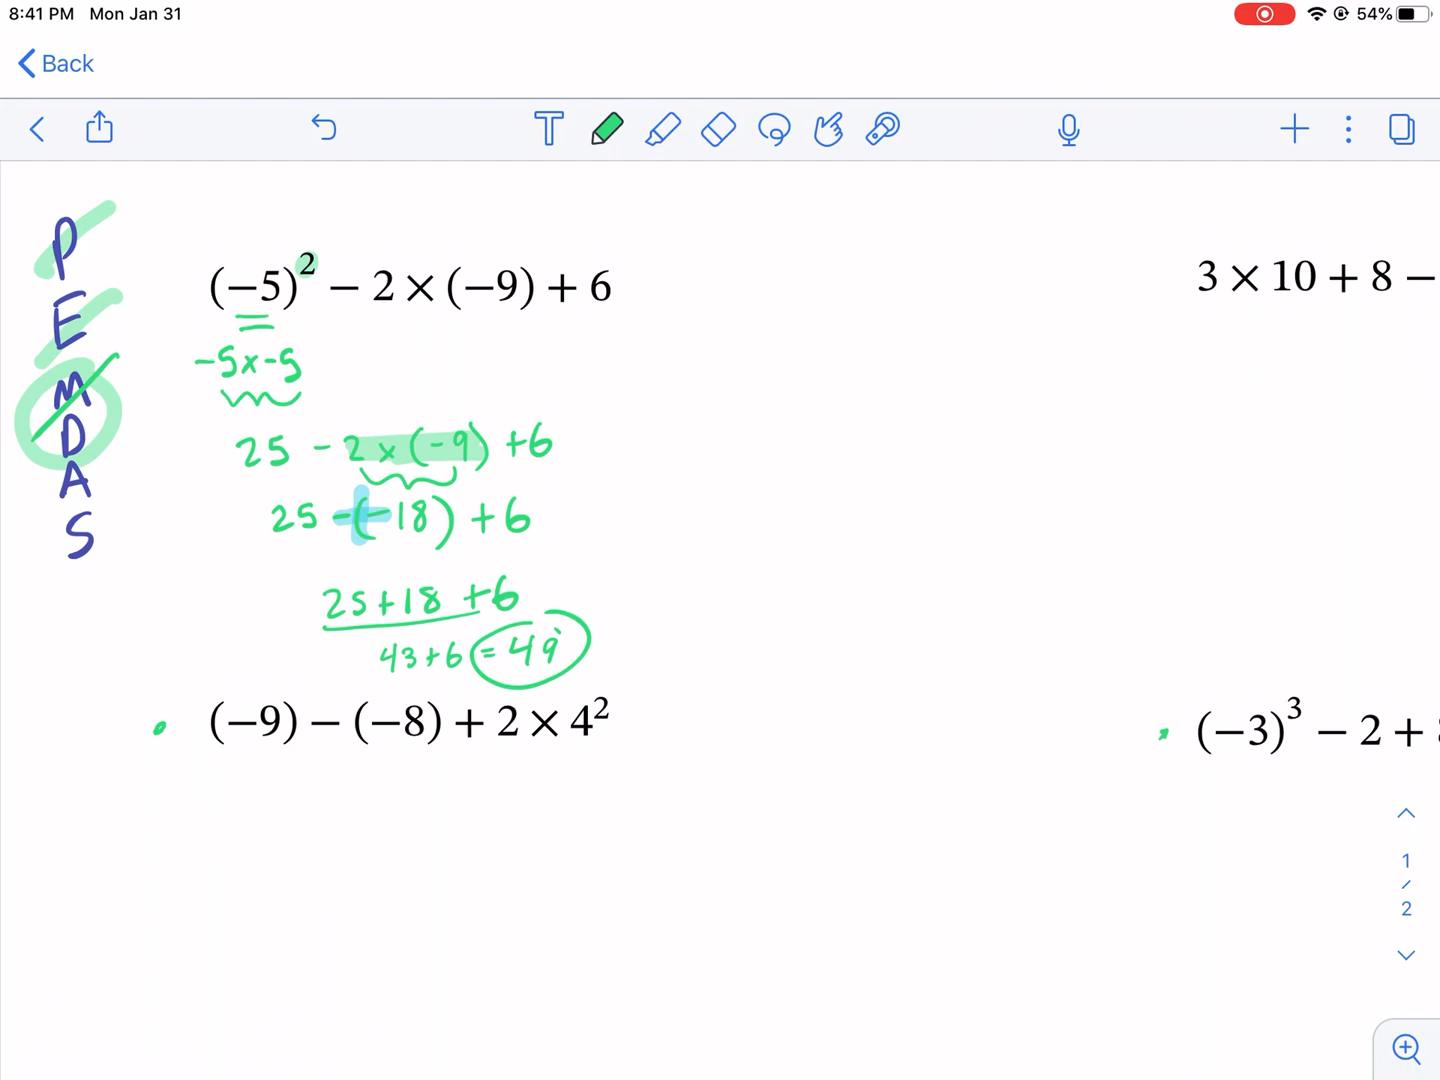 8:41 PM Mon Jan 31
54%
Back
P
E
M
D
A
S
(−5)² − 2 × (−9) + 6
-5x-5
25 - 2 x (-9) +6
25 -(-18) +6
25+18 +6
43+6 = 49
3 × 10 + 8 −
(−9) − (−8) + 2 × 4²
(−3)³ − 2 +
1
/
2